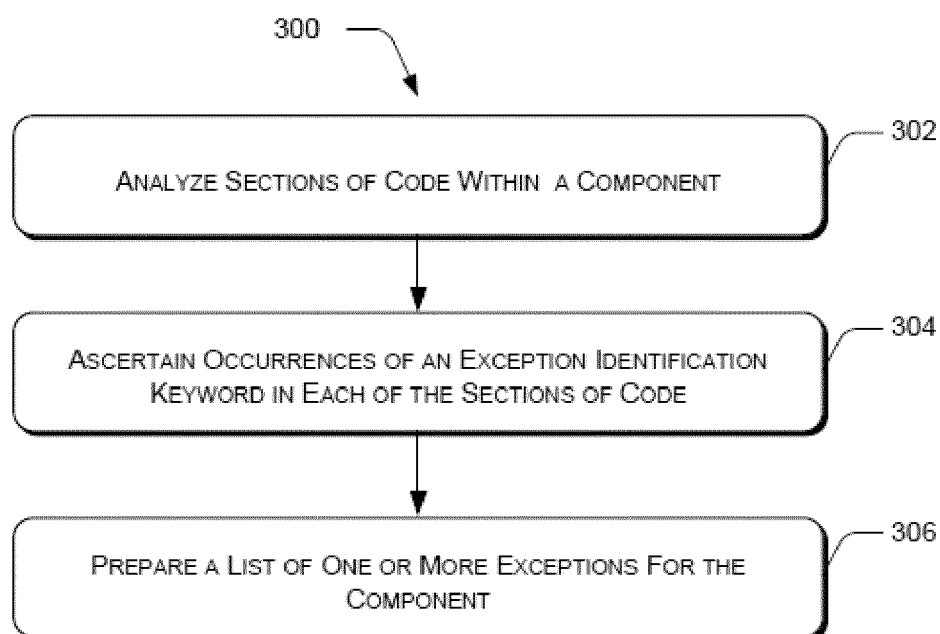 300
302
ANALYZE SECTIONS OF CODE WITHIN A COMPONENT
304
ASCERTAIN OCCURRENCES OF AN EXCEPTION IDENTIFICATION
KEYWORD IN EACH OF THE SECTIONS OF CODE
306
PREPARE A LIST OF ONE OR MORE EXCEPTIONS FOR THE
COMPONENT